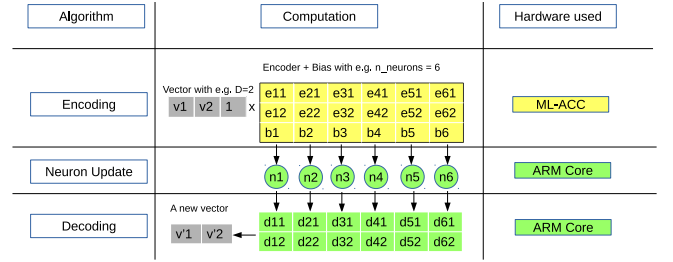 Algorithm Computation Hardware used
Encoder + Bias with e.g. n_neurons = 6
Vector with e.g. D=2
e11 e21 e31 e41 e51 e61
Encoding v1 v2 1 x e12 e22 e32 e42 e52 e62 ML-ACC
b1 b2 b3 b4 b5 b6
Neuron Update n1 n2 n3 n4 n5 n6 ARM Core
A new vector
d11 d21 d31 d41 d51 d61
Decoding v'1 v'2 d12 d22 d32 d42 d52 d62 ARM Core